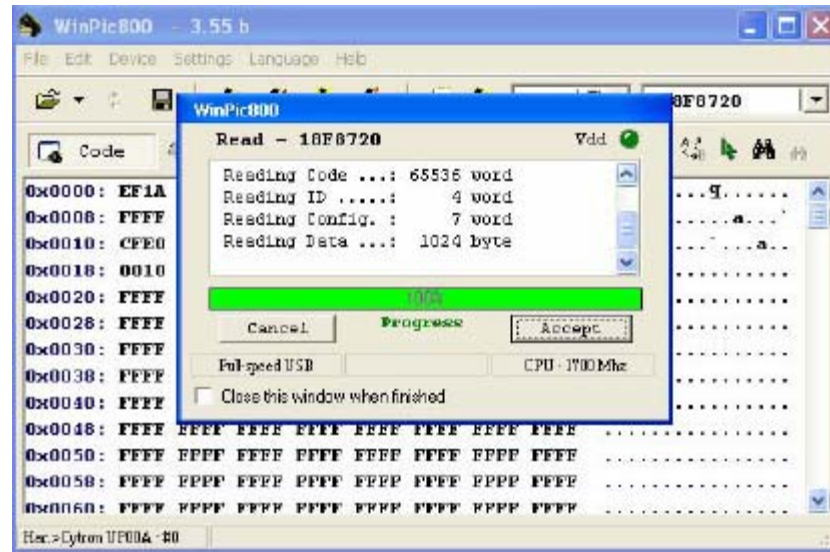 WinPic800 - 3.55 b
File Edit Device Settings Language Help
18F8720
WinPic800
Read - 18F8720 Vdd
Code
Reading Code ...: 65536 word
Reading ID .....: 4 word
Reading Config. : 7 word
Reading Data ...: 1024 byte
100%
Cancel Progress Accept
Full-speed USB CPU - 1700 Mhz
Close this window when finished
0x0000: EF1A
0x0008: FFFF
0x0010: CFE0
0x0018: 0010
0x0020: FFFF
0x0028: FFFF
0x0030: FFFF
0x0038: FFFF
0x0040: FFFF
0x0048: FFFF FFFF FFFF FFFF FFFF FFFF FFFF FFFF ................
0x0050: FFFF FFFF FFFF FFFF FFFF FFFF FFFF FFFF ................
0x0058: FFFF FFFF FFFF FFFF FFFF FFFF FFFF FFFF ................
0x0060: FFFF FFFF FFFF FFFF FFFF FFFF FFFF FFFF ................
Har.>Cytron UP00A - #0